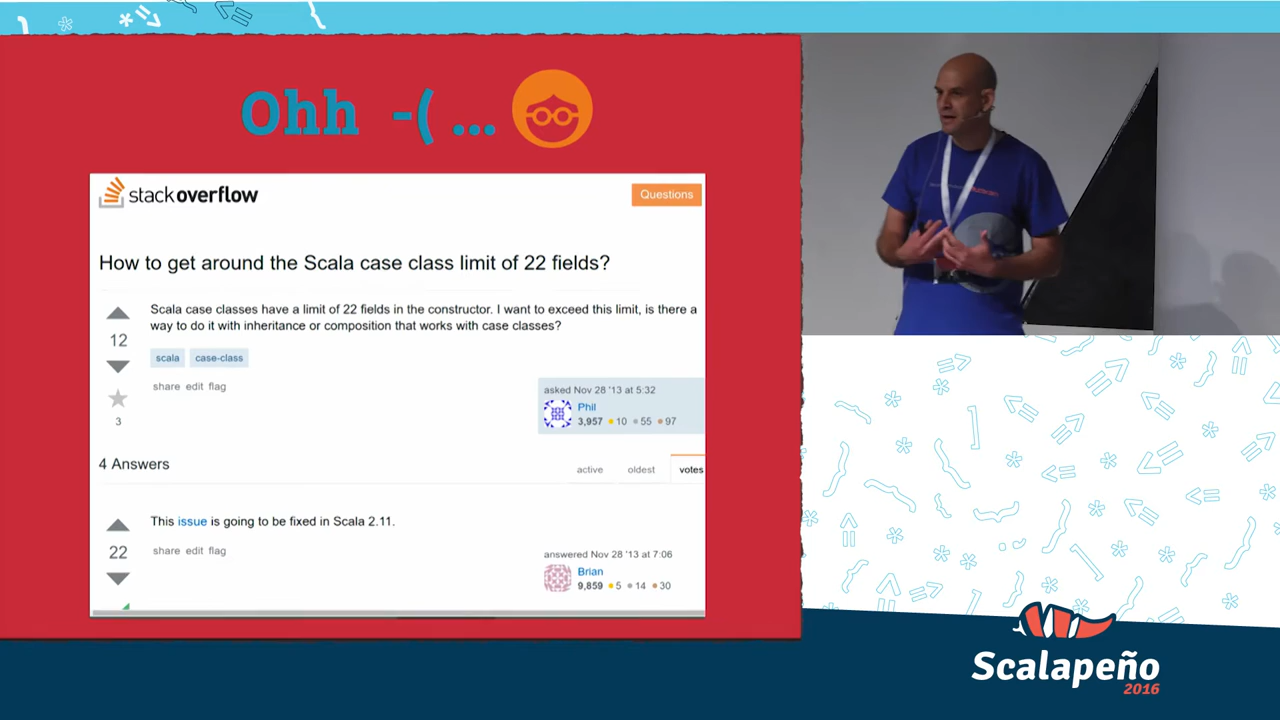 Ohh -( ...
stackoverflow
Questions
How to get around the Scala case class limit of 22 fields?
Scala case classes have a limit of 22 fields in the constructor. I want to exceed this limit, is there a
way to do it with inheritance or composition that works with case classes?
12
scala case-class
share edit flag
3
asked Nov 28 '13 at 5:32
Phil
3,957 10 55 97
4 Answers
active oldest votes
This issue is going to be fixed in Scala 2.11.
22
share edit flag
answered Nov 28 '13 at 7:06
Brian
9,859 5 14 30
Scalapeño
2016